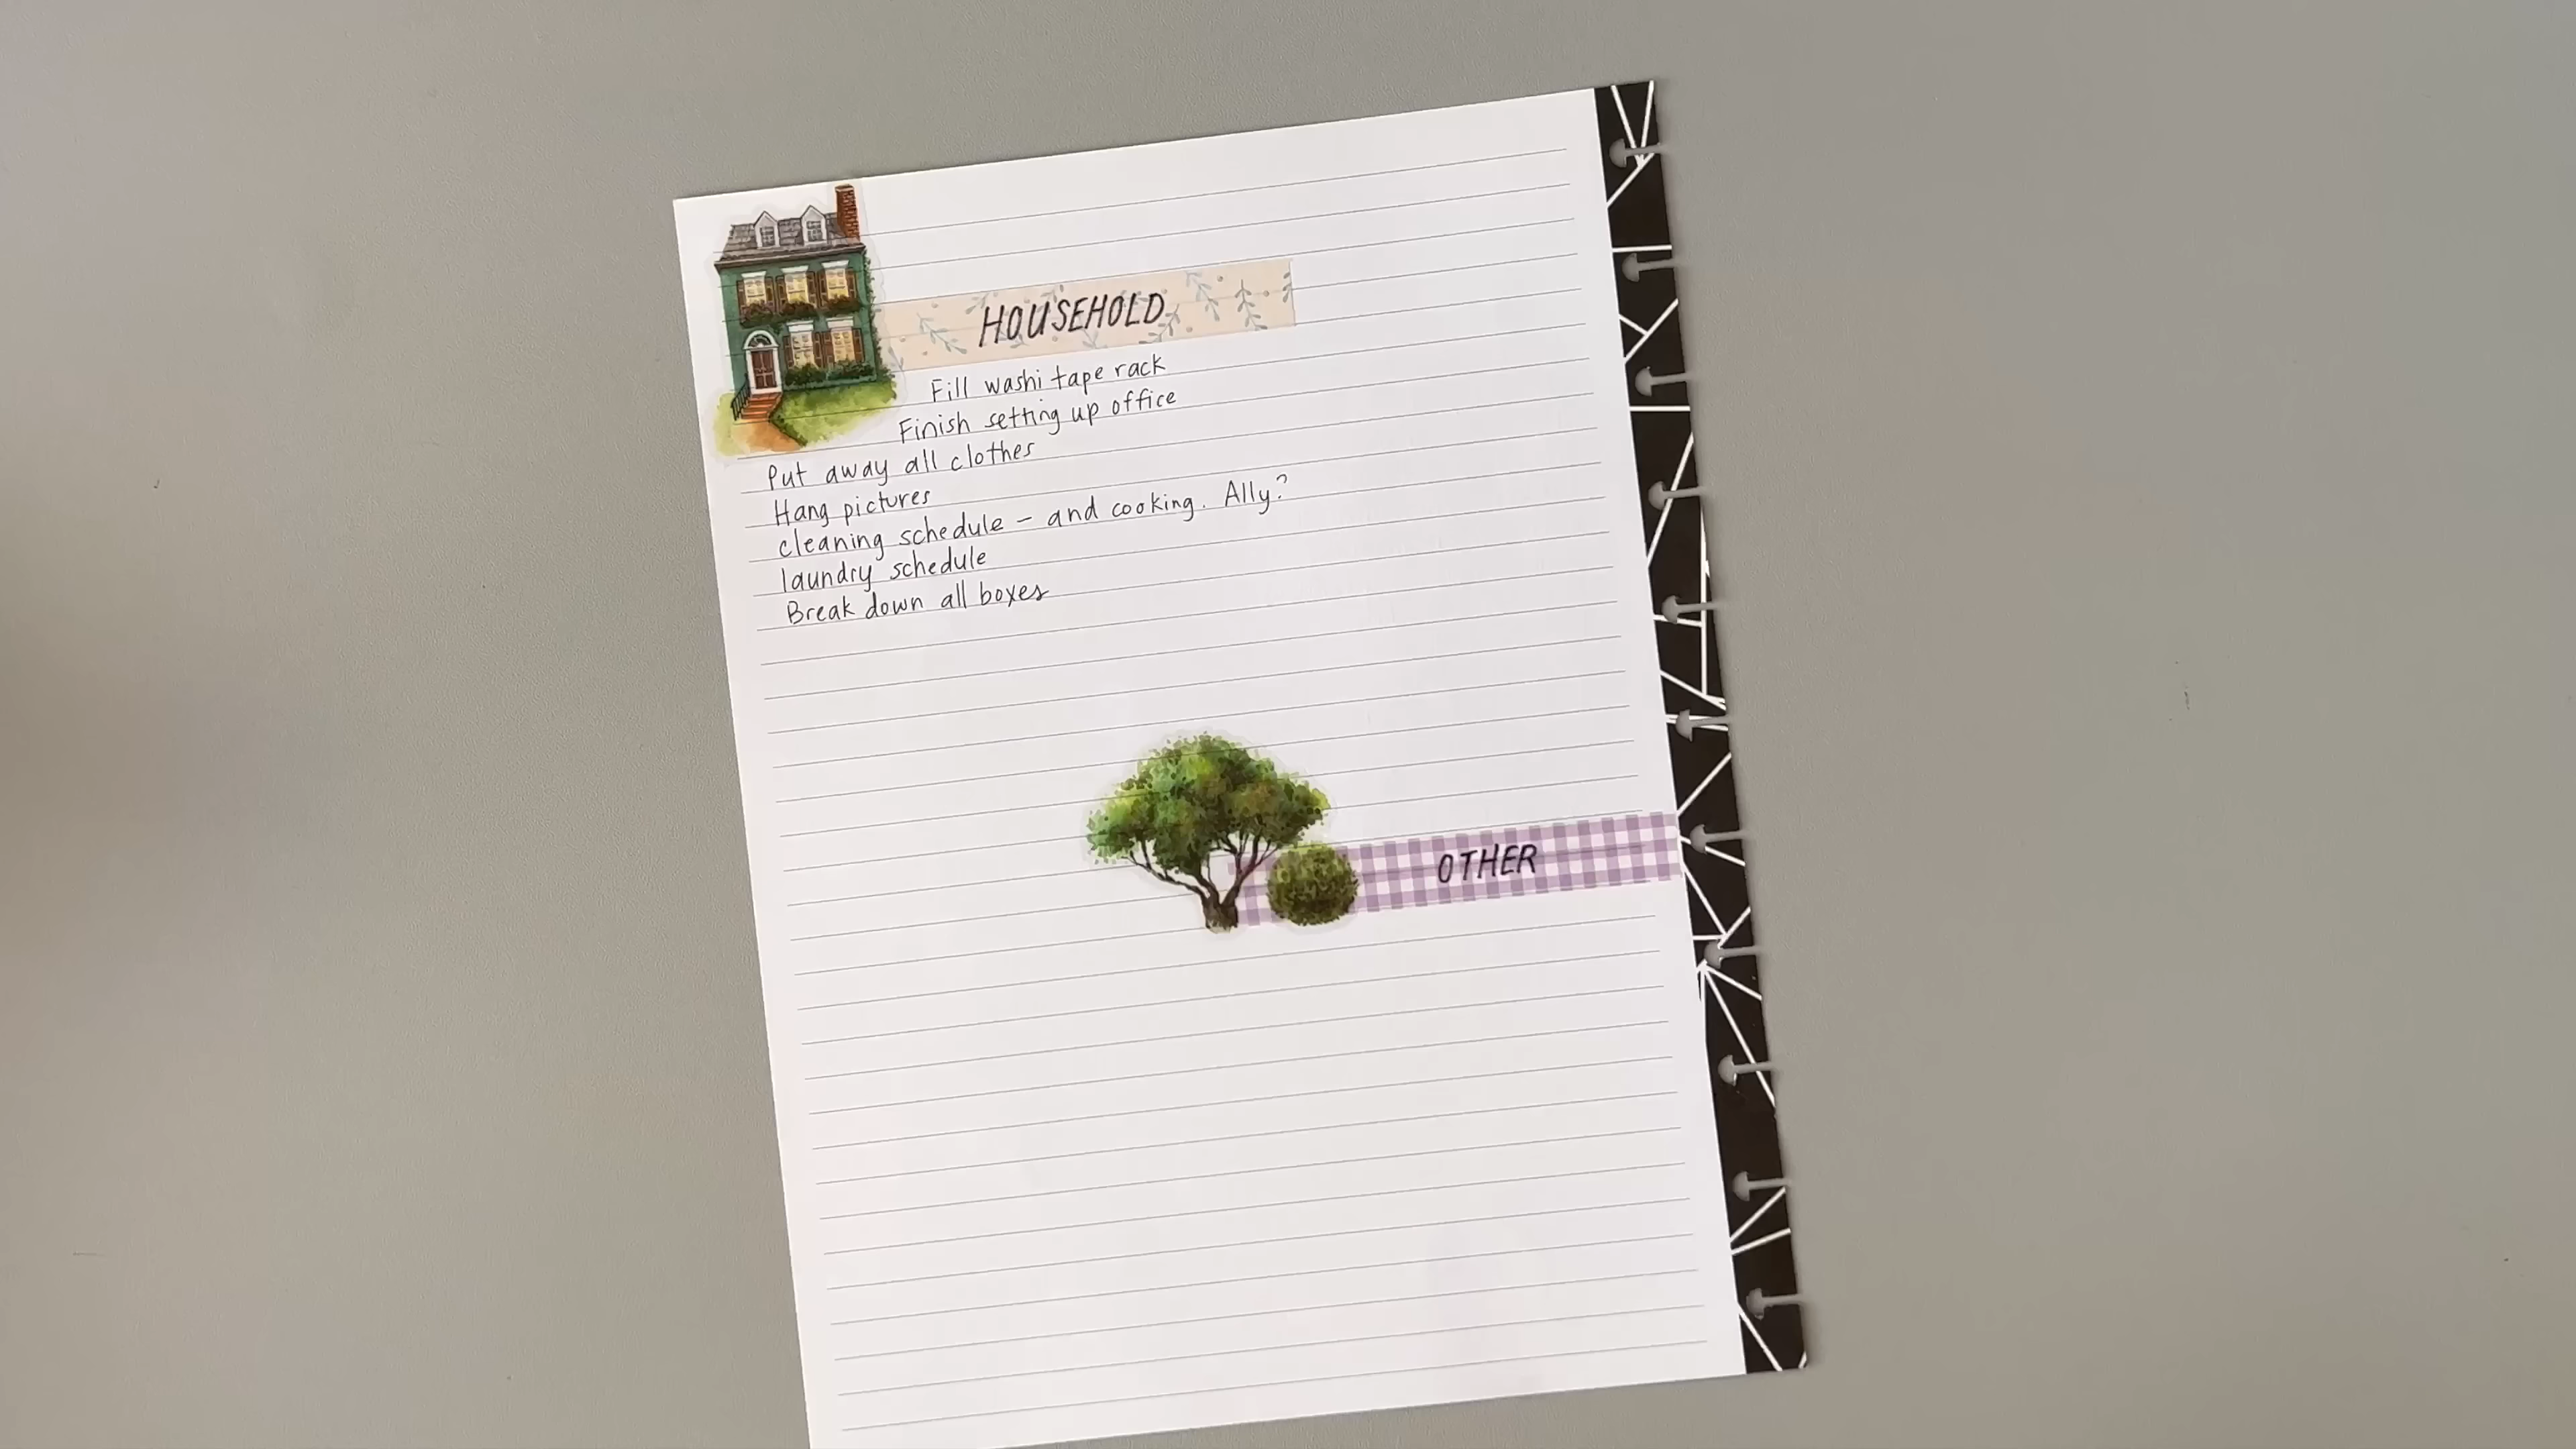 HOUSEHOLD
Fill washi tape rack
Finish setting up office
Put away all clothes
Hang pictures
cleaning schedule - and cooking. Ally?
laundry schedule
Break down all boxes
OTHER